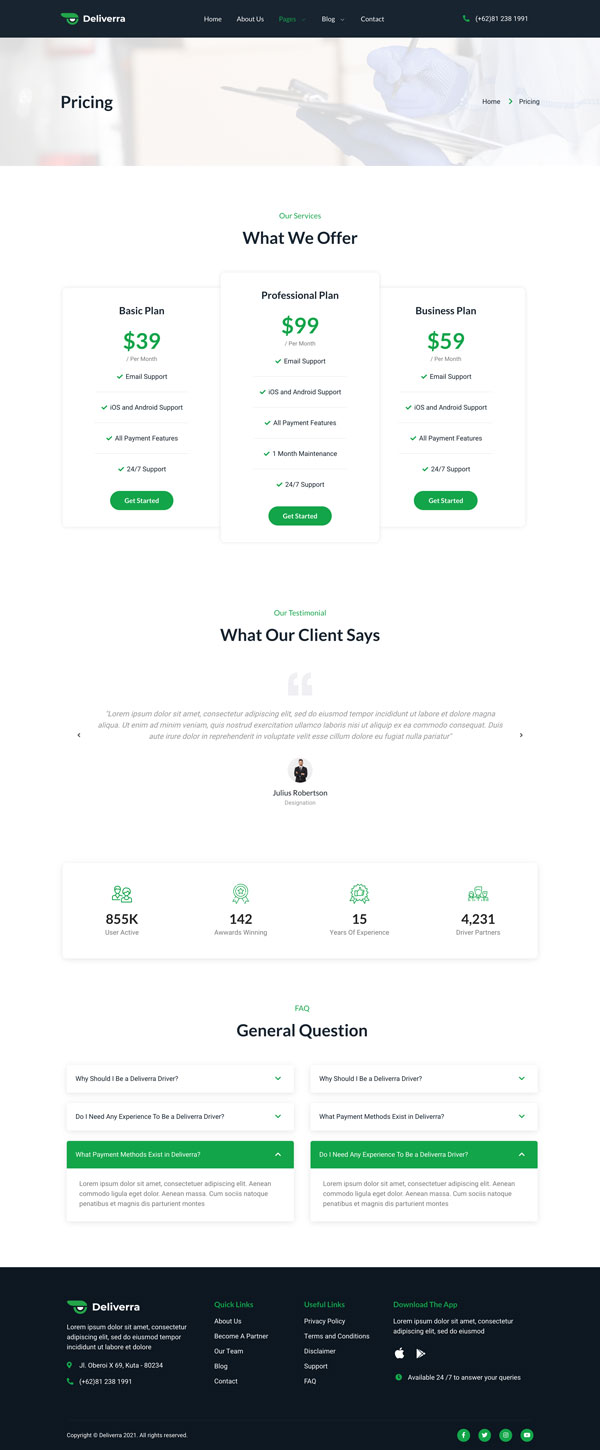 Deliverra
Home About Us Pages Blog Contact
(+62)81 238 1991
Pricing
Home Pricing
Our Services
What We Offer
Basic Plan
$39
/ Per Month
Email Support
iOS and Android Support
All Payment Features
24/7 Support
Get Started
Professional Plan
$99
/ Per Month
Email Support
iOS and Android Support
All Payment Features
1 Month Maintenance
24/7 Support
Get Started
Business Plan
$59
/ Per Month
Email Support
iOS and Android Support
All Payment Features
24/7 Support
Get Started
Our Testimonial
What Our Client Says
"Lorem ipsum dolor sit amet, consectetur adipiscing elit, sed do eiusmod tempor incididunt ut labore et dolore magna
aliqua. Ut enim ad minim veniam, quis nostrud exercitation ullamco laboris nisi ut aliquip ex ea commodo consequat. Duis
aute irure dolor in reprehenderit in voluptate velit esse cillum dolore eu fugiat nulla pariatur"
Julius Robertson
Designation
855K
User Active
142
Awwards Winning
15
Years Of Experience
4,231
Driver Partners
FAQ
General Question
Why Should I Be a Deliverra Driver?
Do I Need Any Experience To Be a Deliverra Driver?
What Payment Methods Exist in Deliverra?
Lorem ipsum dolor sit amet, consectetuer adipiscing elit. Aenean
commodo ligula eget dolor. Aenean massa. Cum sociis natoque
penatibus et magnis dis parturient montes
Why Should I Be a Deliverra Driver?
What Payment Methods Exist in Deliverra?
Do I Need Any Experience To Be a Deliverra Driver?
Lorem ipsum dolor sit amet, consectetuer adipiscing elit. Aenean
commodo ligula eget dolor. Aenean massa. Cum sociis natoque
penatibus et magnis dis parturient montes
Deliverra
Lorem ipsum dolor sit amet, consectetur
adipiscing elit, sed do eiusmod tempor
incididunt ut labore et dolore
Jl. Oberoi X 69, Kuta - 80234
(+62)81 238 1991
Quick Links
About Us
Become A Partner
Our Team
Blog
Contact
Useful Links
Privacy Policy
Terms and Conditions
Disclaimer
Support
FAQ
Download The App
Lorem ipsum dolor sit amet, consectetur
adipiscing elit, sed do eiusmod
Available 24 /7 to answer your queries
Copyright © Deliverra 2021. All rights reserved.